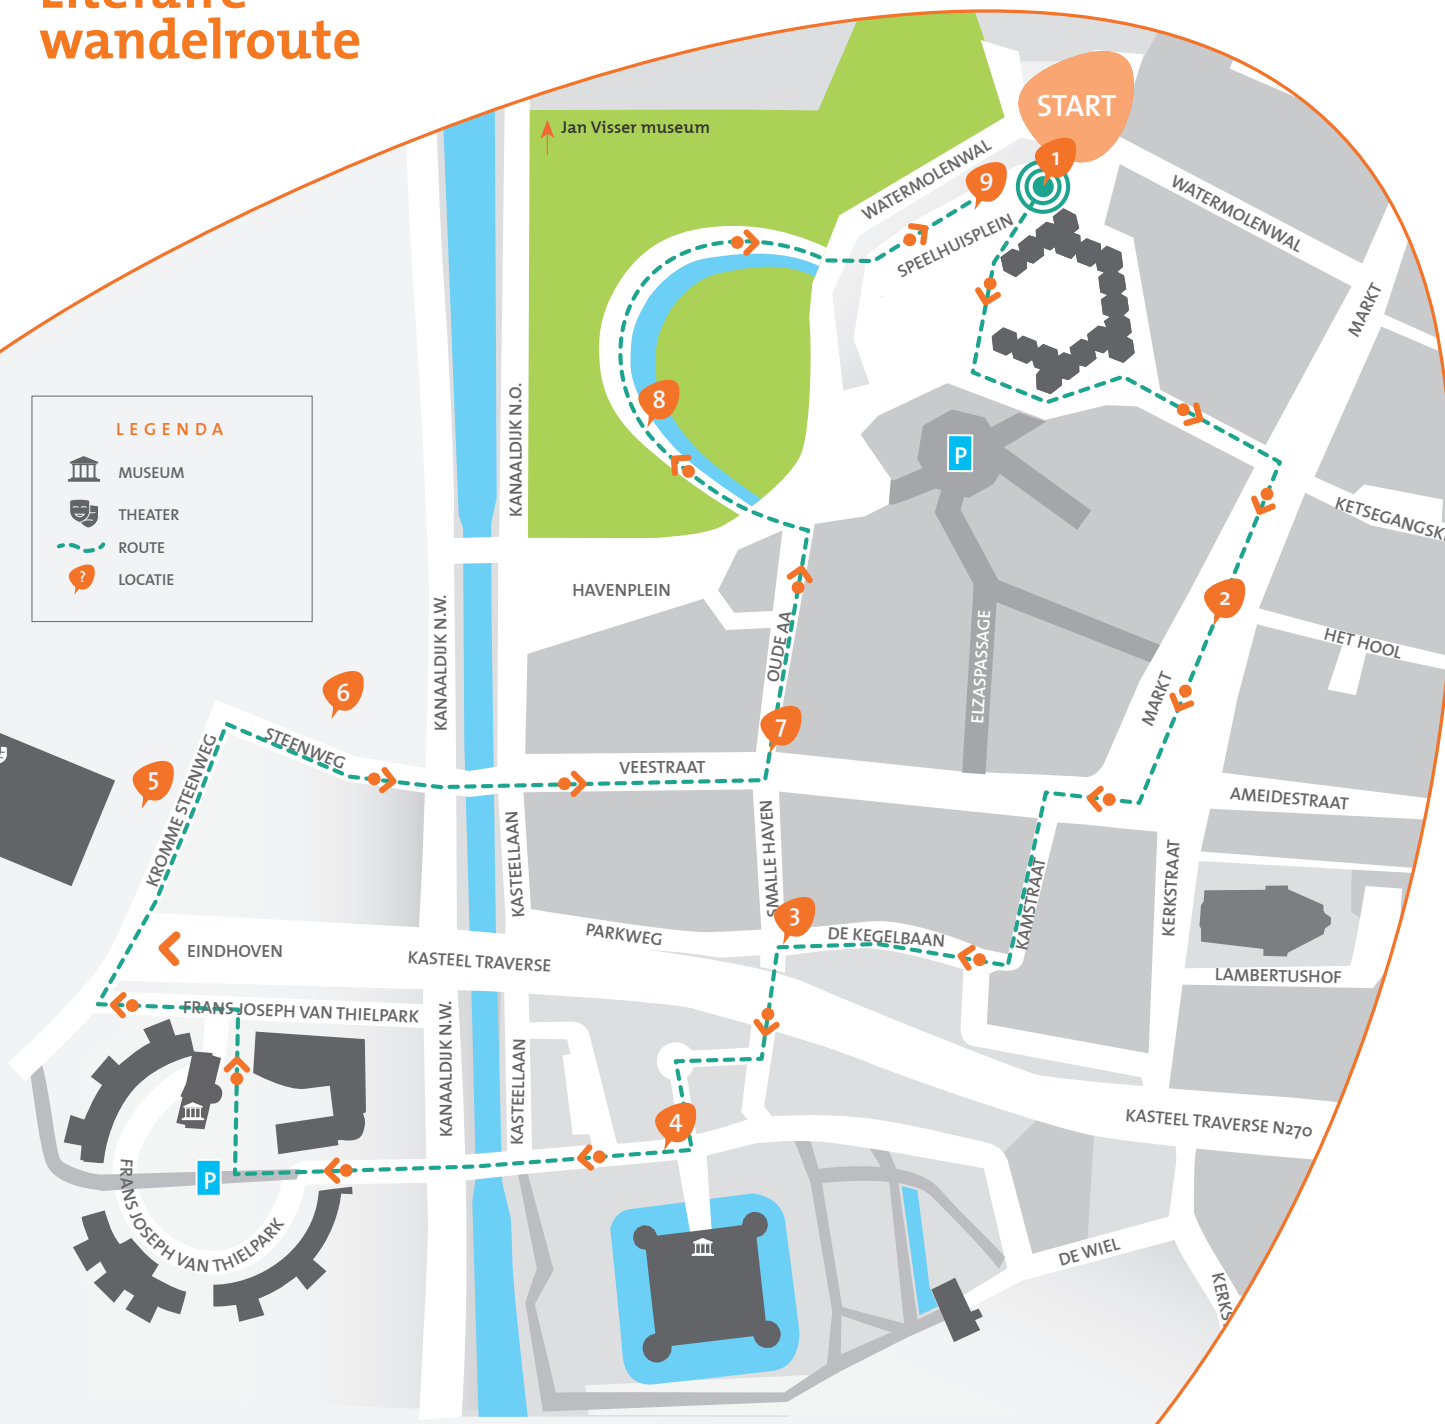 Literaire
wandelroute
START
1
Jan Visser museum
WATERMOLENWAL
9
SPEELHUISPLEIN
WATERMOLENWAL
MARKT
LEGENDA
MUSEUM
THEATER
ROUTE
?
LOCATIE
KANAALDIJK N.O.
8
P
KETSEGANGSK
HAVENPLEIN
2
HET HOOL
KANAALDIJK N.W.
OUDE AA
ELZASPASSAGE
MARKT
6
7
STEENWEG
5
KROMME STEENWEG
VEESTRAAT
AMEIDESTRAAT
KASTEELLAAN
SMALLE HAVEN
KAMSTRAAT
KERKSTRAAT
3
PARKWEG
DE KEGELBAAN
EINDHOVEN
KASTEEL TRAVERSE
LAMBERTUSHOF
FRANS JOSEPH VAN THIELPARK
KANAALDIJK N.W.
KASTEELLAAN
4
KASTEEL TRAVERSE N270
P
FRANS JOSEPH VAN THIELPARK
DE WIEL
KERKS